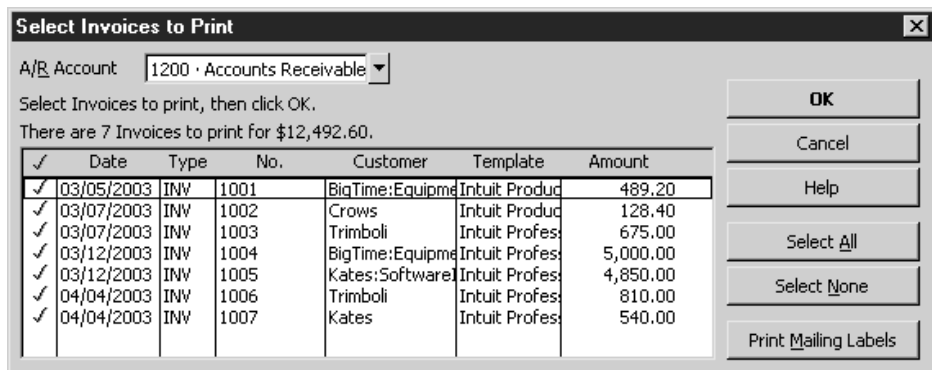 Select Invoices to Print
A/R Account 1200 · Accounts Receivable
Select Invoices to print, then click OK.
There are 7 Invoices to print for $12,492.60.
✓ Date Type No. Customer Template Amount
✓ 03/05/2003 INV 1001 BigTime:Equipme Intuit Produc 489.20
✓ 03/07/2003 INV 1002 Crows Intuit Produc 128.40
✓ 03/07/2003 INV 1003 Trimboli Intuit Profes 675.00
✓ 03/12/2003 INV 1004 BigTime:Equipme Intuit Profes 5,000.00
✓ 03/12/2003 INV 1005 Kates:Software Intuit Profes 4,850.00
✓ 04/04/2003 INV 1006 Trimboli Intuit Profes 810.00
✓ 04/04/2003 INV 1007 Kates Intuit Profes 540.00
OK
Cancel
Help
Select All
Select None
Print Mailing Labels